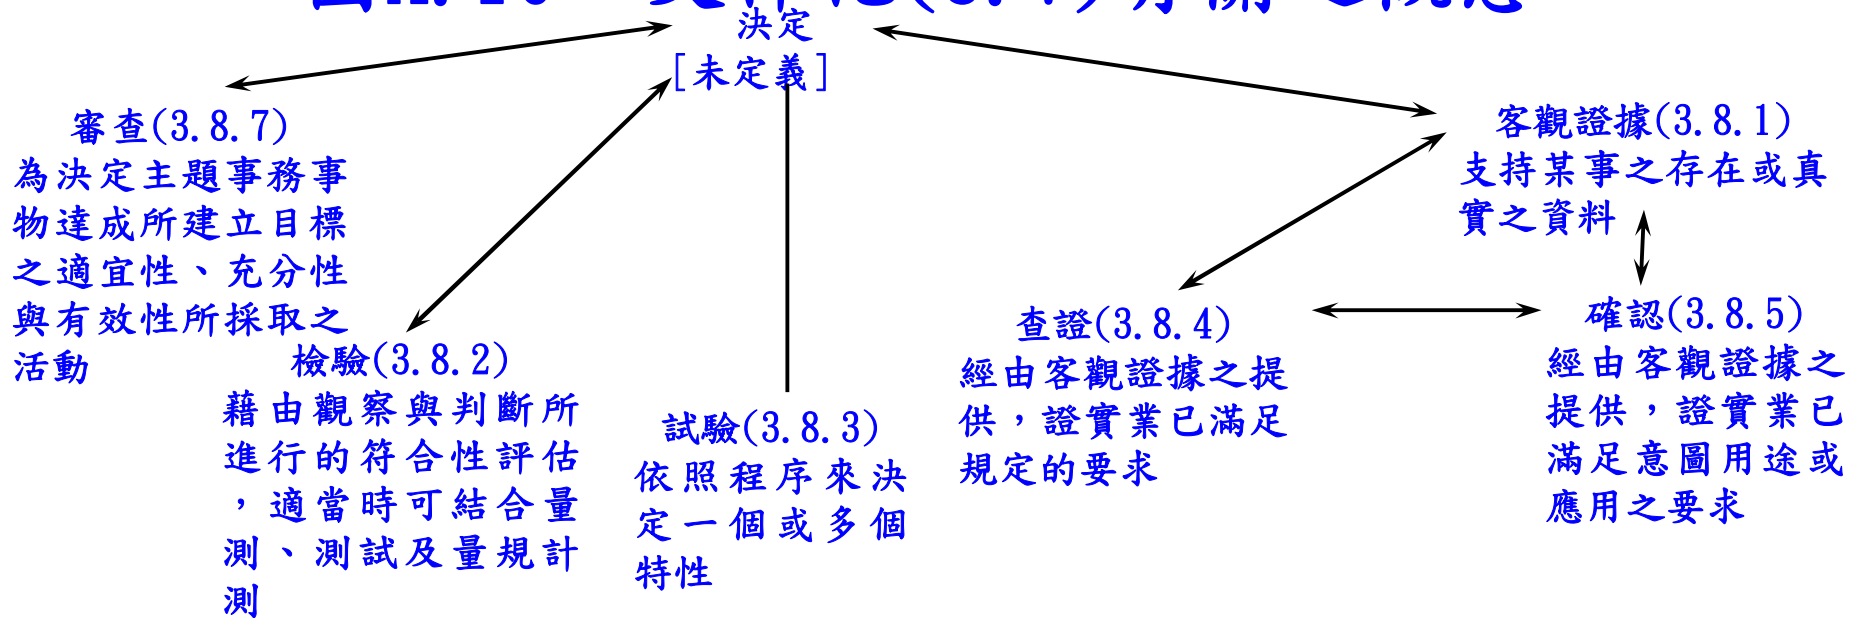 有關之概念
決定
[未定義]
審查(3.8.7)
為決定主題事務事
物達成所建立目標
之適宜性、充分性
與有效性所採取之
活動
檢驗(3.8.2)
藉由觀察與判斷所
進行的符合性評估
，適當時可結合量
測、測試及量規計
測
試驗(3.8.3)
依照程序來決
定一個或多個
特性
查證(3.8.4)
經由客觀證據之提
供，證實業已滿足
規定的要求
客觀證據(3.8.1)
支持某事之存在或真
實之資料
確認(3.8.5)
經由客觀證據之
提供，證實業已
滿足意圖用途或
應用之要求